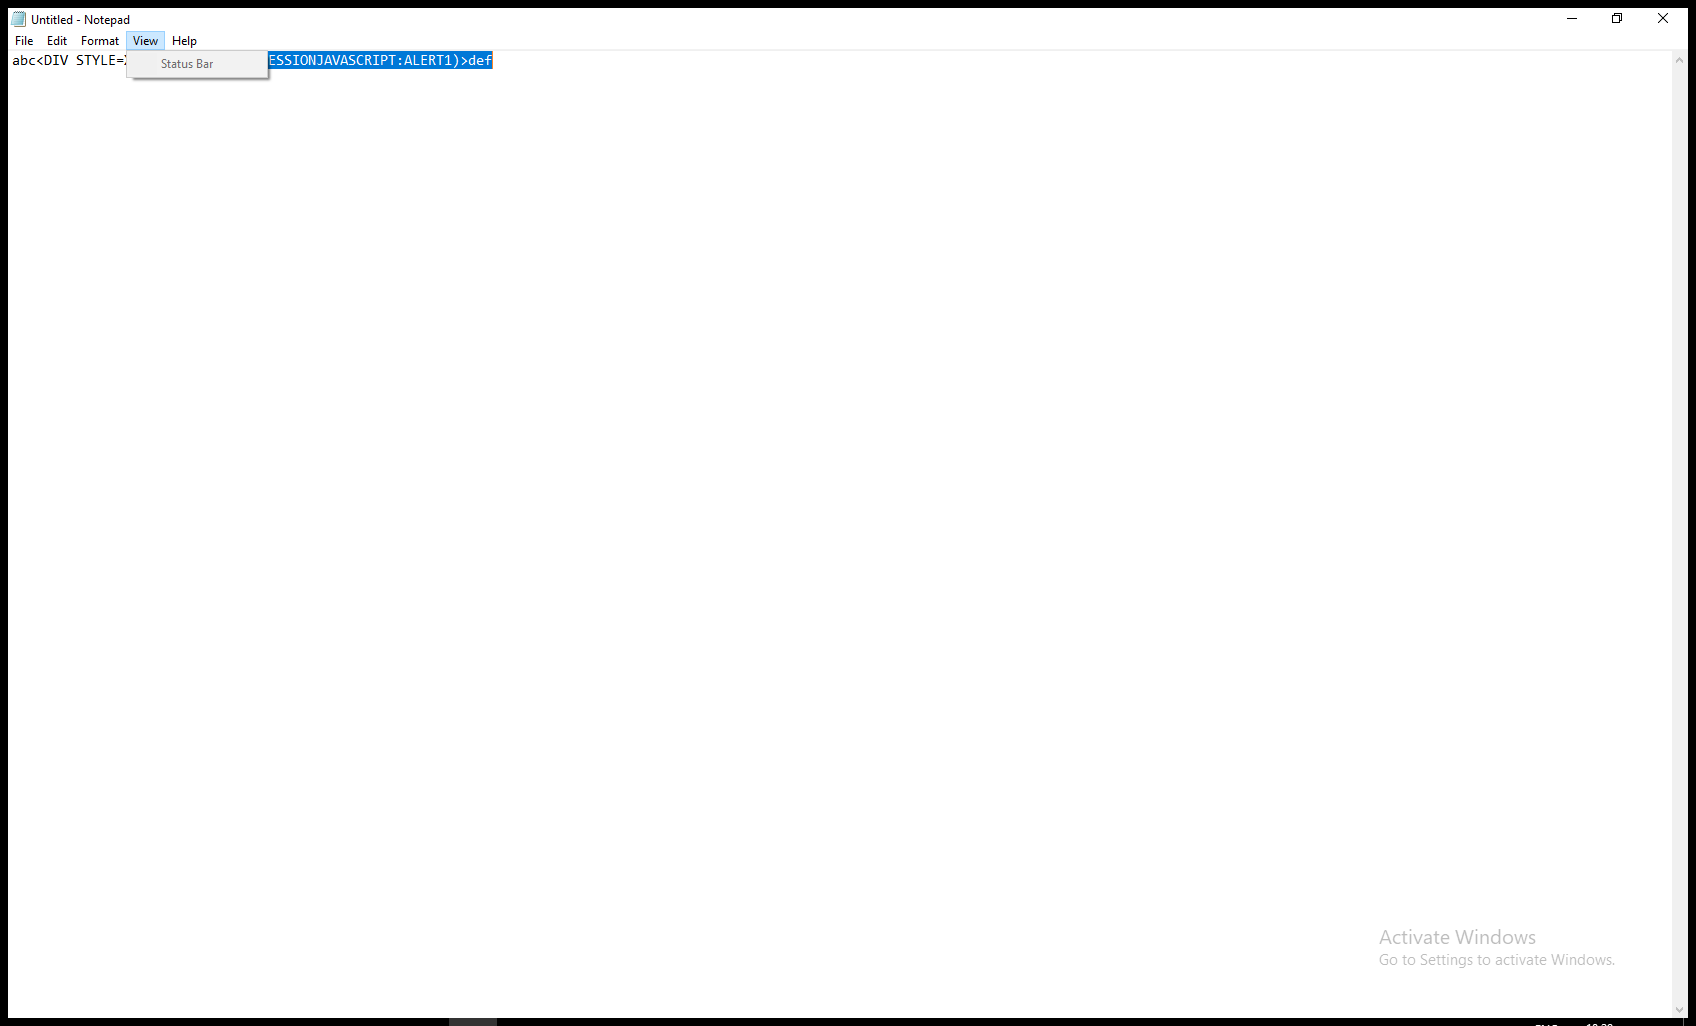 Untitled - Notepad
File Edit Format View Help
abc<DIV STYLE= ESSIONJAVASCRIPT:ALERT1)>def
Status Bar
Activate Windows
Go to Settings to activate Windows.